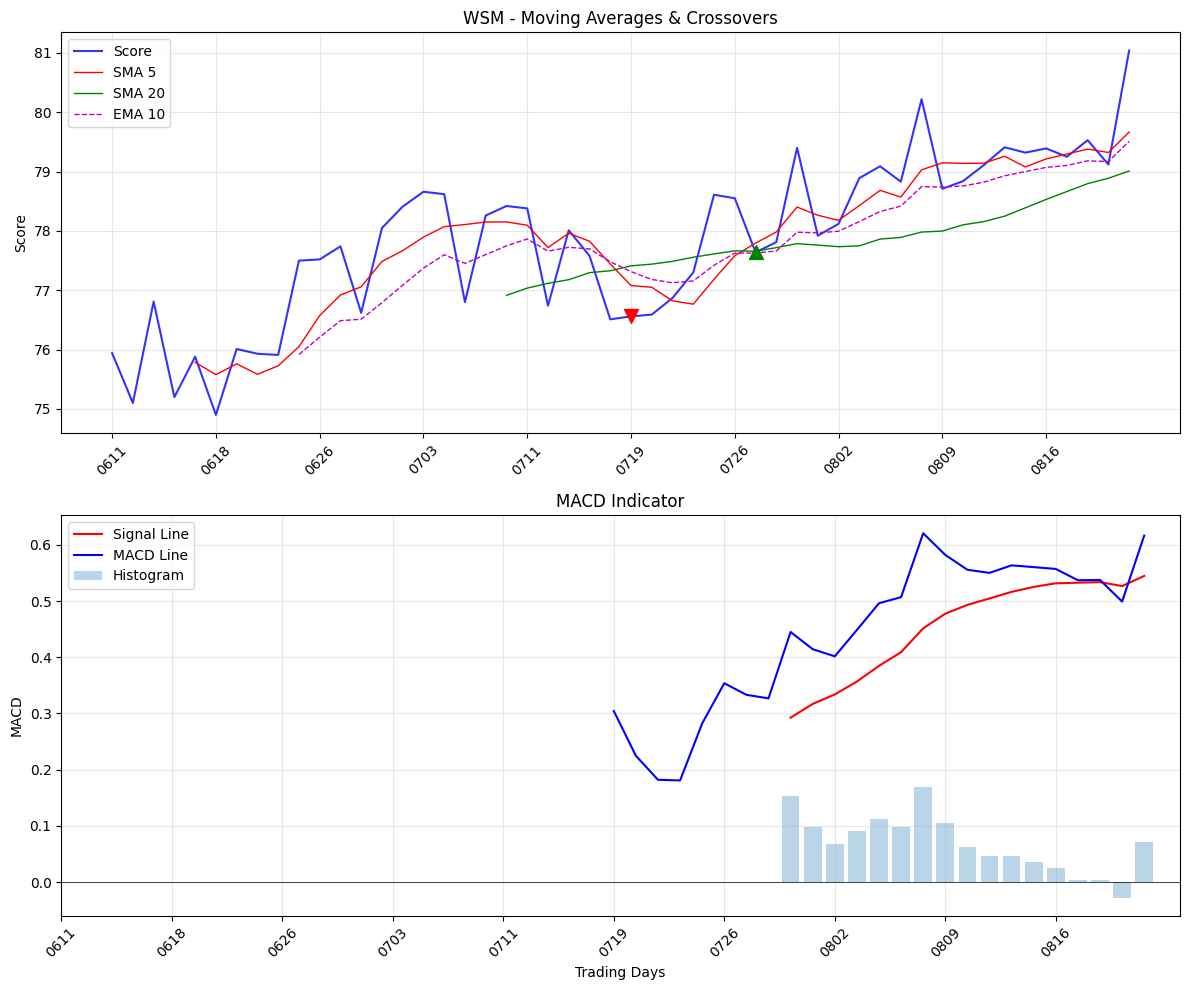 WSM - Moving Averages & Crossovers
Score
SMA 5
SMA 20
EMA 10
Score
81
80
79
78
77
76
75
0611
0618
0626
0703
0711
0719
0726
0802
0809
0816
MACD Indicator
Signal Line
MACD Line
Histogram
MACD
0.6
0.5
0.4
0.3
0.2
0.1
0.0
0611
0618
0626
0703
0711
0719
0726
0802
0809
0816
Trading Days